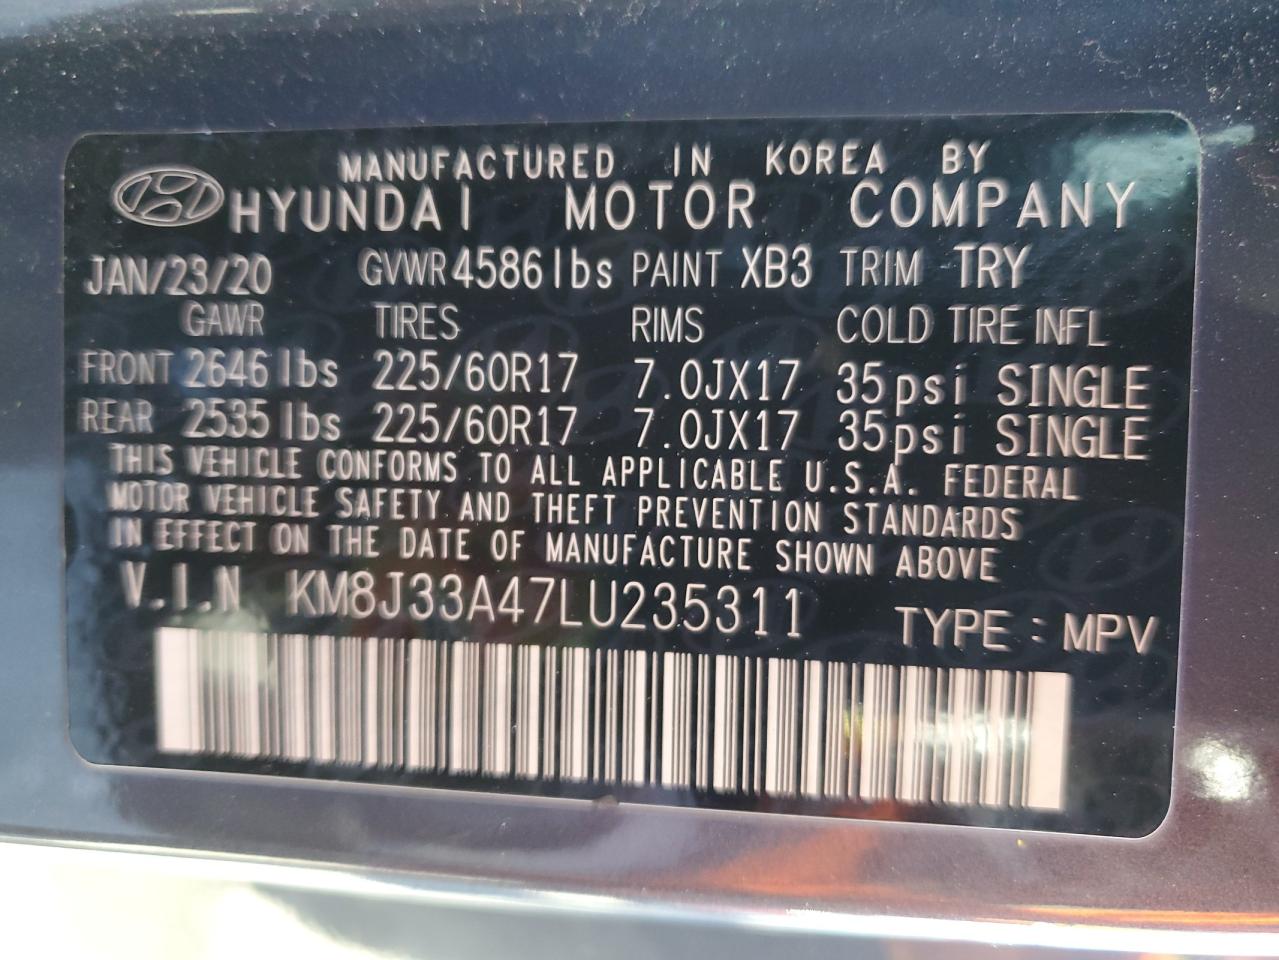 MANUFACTURED IN KOREA BY
HYUNDAI MOTOR COMPANY
JAN/23/20 GVWR 4586lbs PAINT XB3 TRIM TRY
GAWR TIRES RIMS COLD TIRE INFL
FRONT 2646 lbs 225/60R17 7.0JX17 35psi SINGLE
REAR 2535 lbs 225/60R17 7.0JX17 35psi SINGLE
THIS VEHICLE CONFORMS TO ALL APPLICABLE U.S.A. FEDERAL
MOTOR VEHICLE SAFETY AND THEFT PREVENTION STANDARDS
IN EFFECT ON THE DATE OF MANUFACTURE SHOWN ABOVE
V.I.N KM8J33A47LU235311 TYPE : MPV